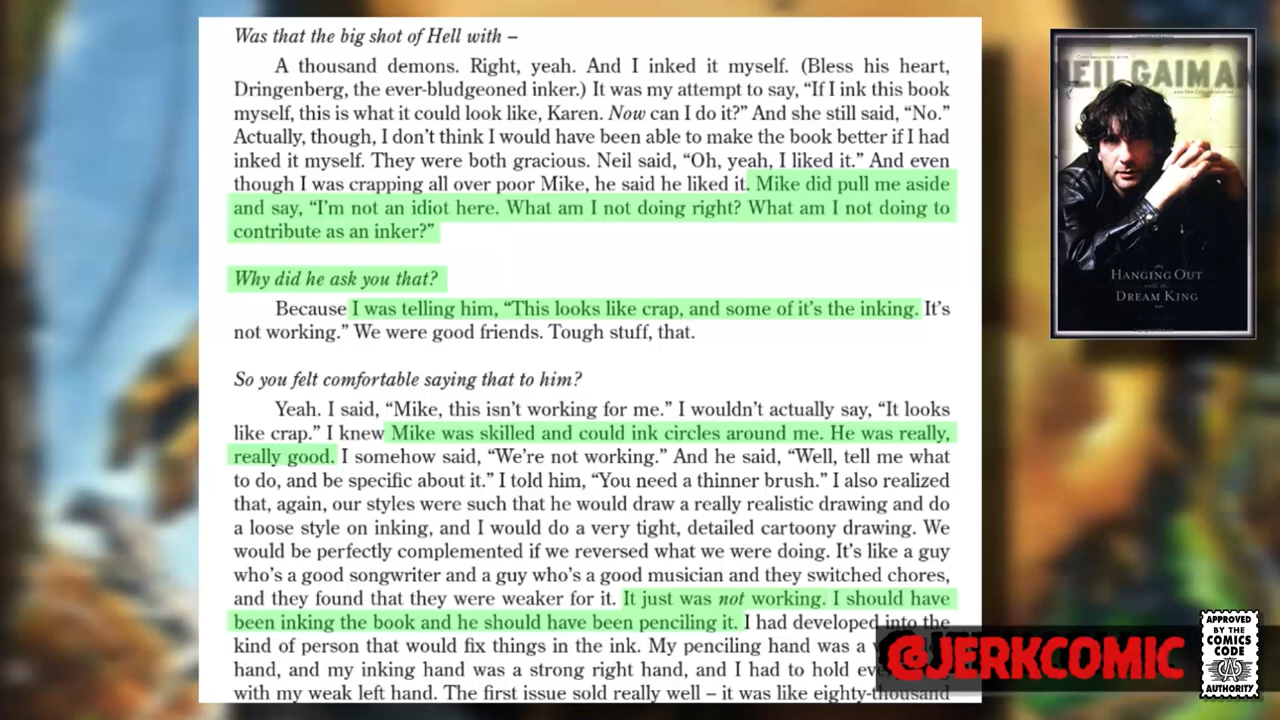 Was that the big shot of Hell with –
A thousand demons. Right, yeah. And I inked it myself. (Bless his heart,
Dringenberg, the ever-bludgeoned inker.) It was my attempt to say, “If I ink this book
myself, this is what it could look like, Karen. Now can I do it?” And she still said, “No.”
Actually, though, I don’t think I would have been able to make the book better if I had
inked it myself. They were both gracious. Neil said, “Oh, yeah, I liked it.” And even
though I was crapping all over poor Mike, he said he liked it. Mike did pull me aside
and say, “I’m not an idiot here. What am I not doing right? What am I not doing to
contribute as an inker?”
Why did he ask you that?
Because I was telling him, “This looks like crap, and some of it’s the inking. It’s
not working.” We were good friends. Tough stuff, that.
So you felt comfortable saying that to him?
Yeah. I said, “Mike, this isn’t working for me.” I wouldn’t actually say, “It looks
like crap.” I knew Mike was skilled and could ink circles around me. He was really,
really good. I somehow said, “We’re not working.” And he said, “Well, tell me what
to do, and be specific about it.” I told him, “You need a thinner brush.” I also realized
that, again, our styles were such that he would draw a really realistic drawing and do
a loose style on inking, and I would do a very tight, detailed cartoony drawing. We
would be perfectly complemented if we reversed what we were doing. It’s like a guy
who’s a good songwriter and a guy who’s a good musician and they switched chores,
and they found that they were weaker for it. It just was not working. I should have
been inking the book and he should have been penciling it. I had developed into the
kind of person that would fix things in the ink. My penciling hand was a
hand, and my inking hand was a strong right hand, and I had to hold
with my weak left hand. The first issue sold really well – it was like eighty-thousand
NEIL GAIMAN
HANGING OUT
with the
DREAM KING
@JERKCOMIC
APPROVED
BY THE
COMICS
CODE
AUTHORITY